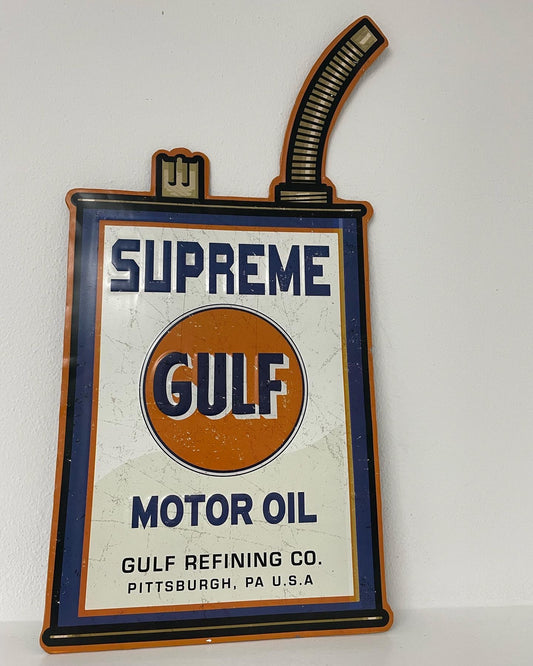 SUPREME
GULF
MOTOR OIL
GULF REFINING CO.
PITTSBURGH, PA U.S.A